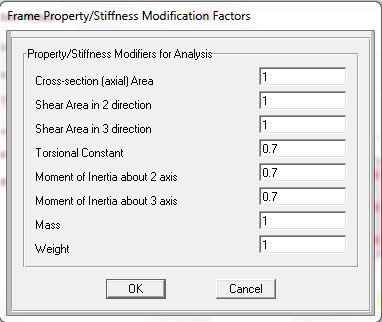 Frame Property/Stiffness Modification Factors
Property/Stiffness Modifiers for Analysis
Cross-section (axial) Area 1
Shear Area in 2 direction 1
Shear Area in 3 direction 1
Torsional Constant 0.7
Moment of Inertia about 2 axis 0.7
Moment of Inertia about 3 axis 0.7
Mass 1
Weight 1
OK Cancel